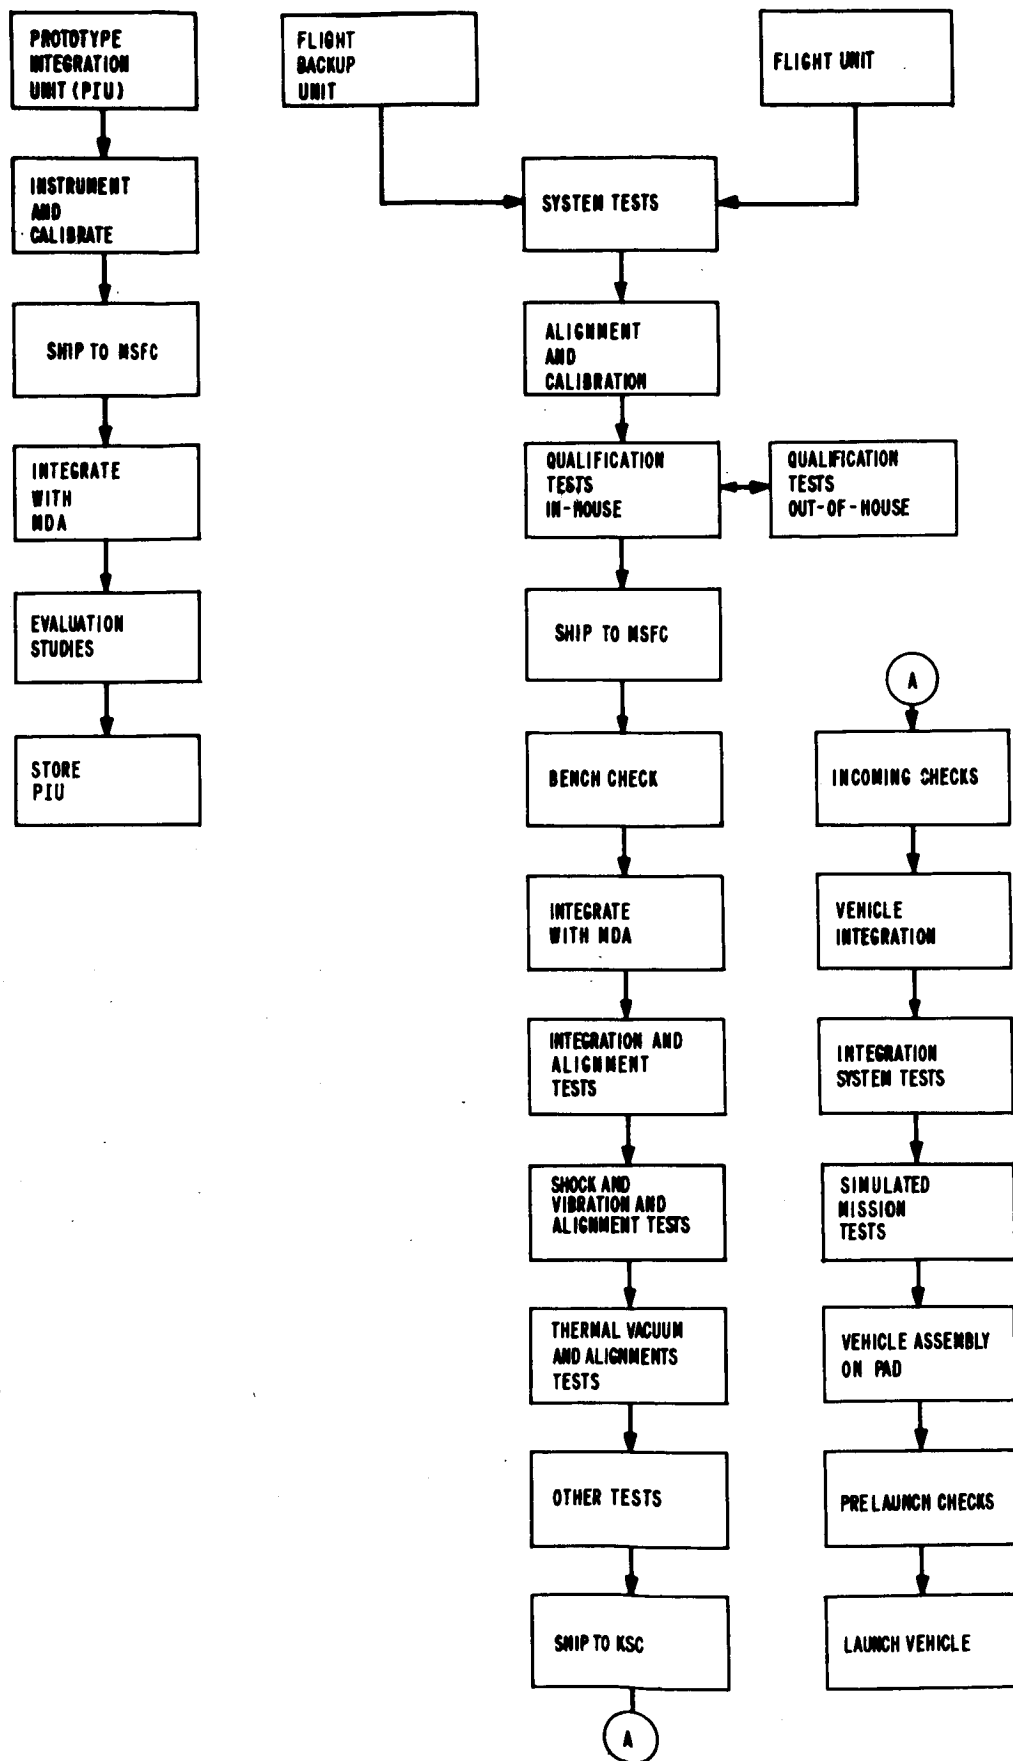 PROTOTYPE
INTEGRATION
UNIT (PIU)
INSTRUMENT
AND
CALIBRATE
SHIP TO MSFC
INTEGRATE
WITH
MDA
EVALUATION
STUDIES
STORE
PIU
FLIGHT
BACKUP
UNIT
FLIGHT UNIT
SYSTEM TESTS
ALIGNMENT
AND
CALIBRATION
QUALIFICATION
TESTS
IN-HOUSE
QUALIFICATION
TESTS
OUT-OF-HOUSE
SHIP TO MSFC
BENCH CHECK
INTEGRATE
WITH MDA
INTEGRATION AND
ALIGNMENT
TESTS
SHOCK AND
VIBRATION AND
ALIGNMENT TESTS
THERMAL VACUUM
AND ALIGNMENTS
TESTS
OTHER TESTS
SHIP TO KSC
A
A
INCOMING CHECKS
VEHICLE
INTEGRATION
INTEGRATION
SYSTEM TESTS
SIMULATED
MISSION
TESTS
VEHICLE ASSEMBLY
ON PAD
PRELAUNCH CHECKS
LAUNCH VEHICLE